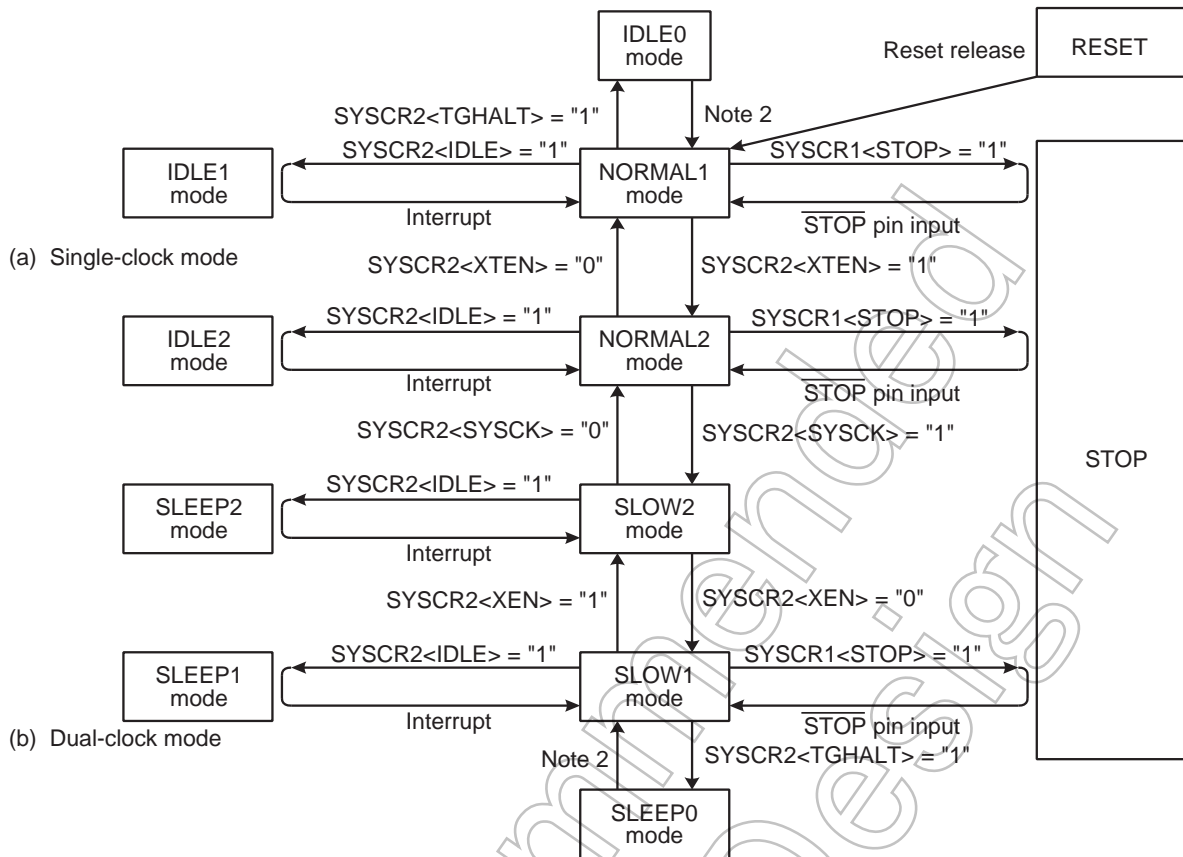 IDLE0
mode
Reset release
RESET
SYSCR2<TGHALT> = "1"
Note 2
IDLE1
mode
SYSCR2<IDLE> = "1"
NORMAL1
mode
SYSCR1<STOP> = "1"
Interrupt
STOP pin input
(a) Single-clock mode
SYSCR2<XTEN> = "0"
SYSCR2<XTEN> = "1"
IDLE2
mode
SYSCR2<IDLE> = "1"
NORMAL2
mode
SYSCR1<STOP> = "1"
Interrupt
STOP pin input
SYSCR2<SYSCK> = "0"
SYSCR2<SYSCK> = "1"
STOP
SLEEP2
mode
SYSCR2<IDLE> = "1"
SLOW2
mode
Interrupt
SYSCR2<XEN> = "1"
SYSCR2<XEN> = "0"
SLEEP1
mode
SYSCR2<IDLE> = "1"
SLOW1
mode
SYSCR1<STOP> = "1"
Interrupt
STOP pin input
(b) Dual-clock mode
Note 2
SYSCR2<TGHALT> = "1"
SLEEP0
mode